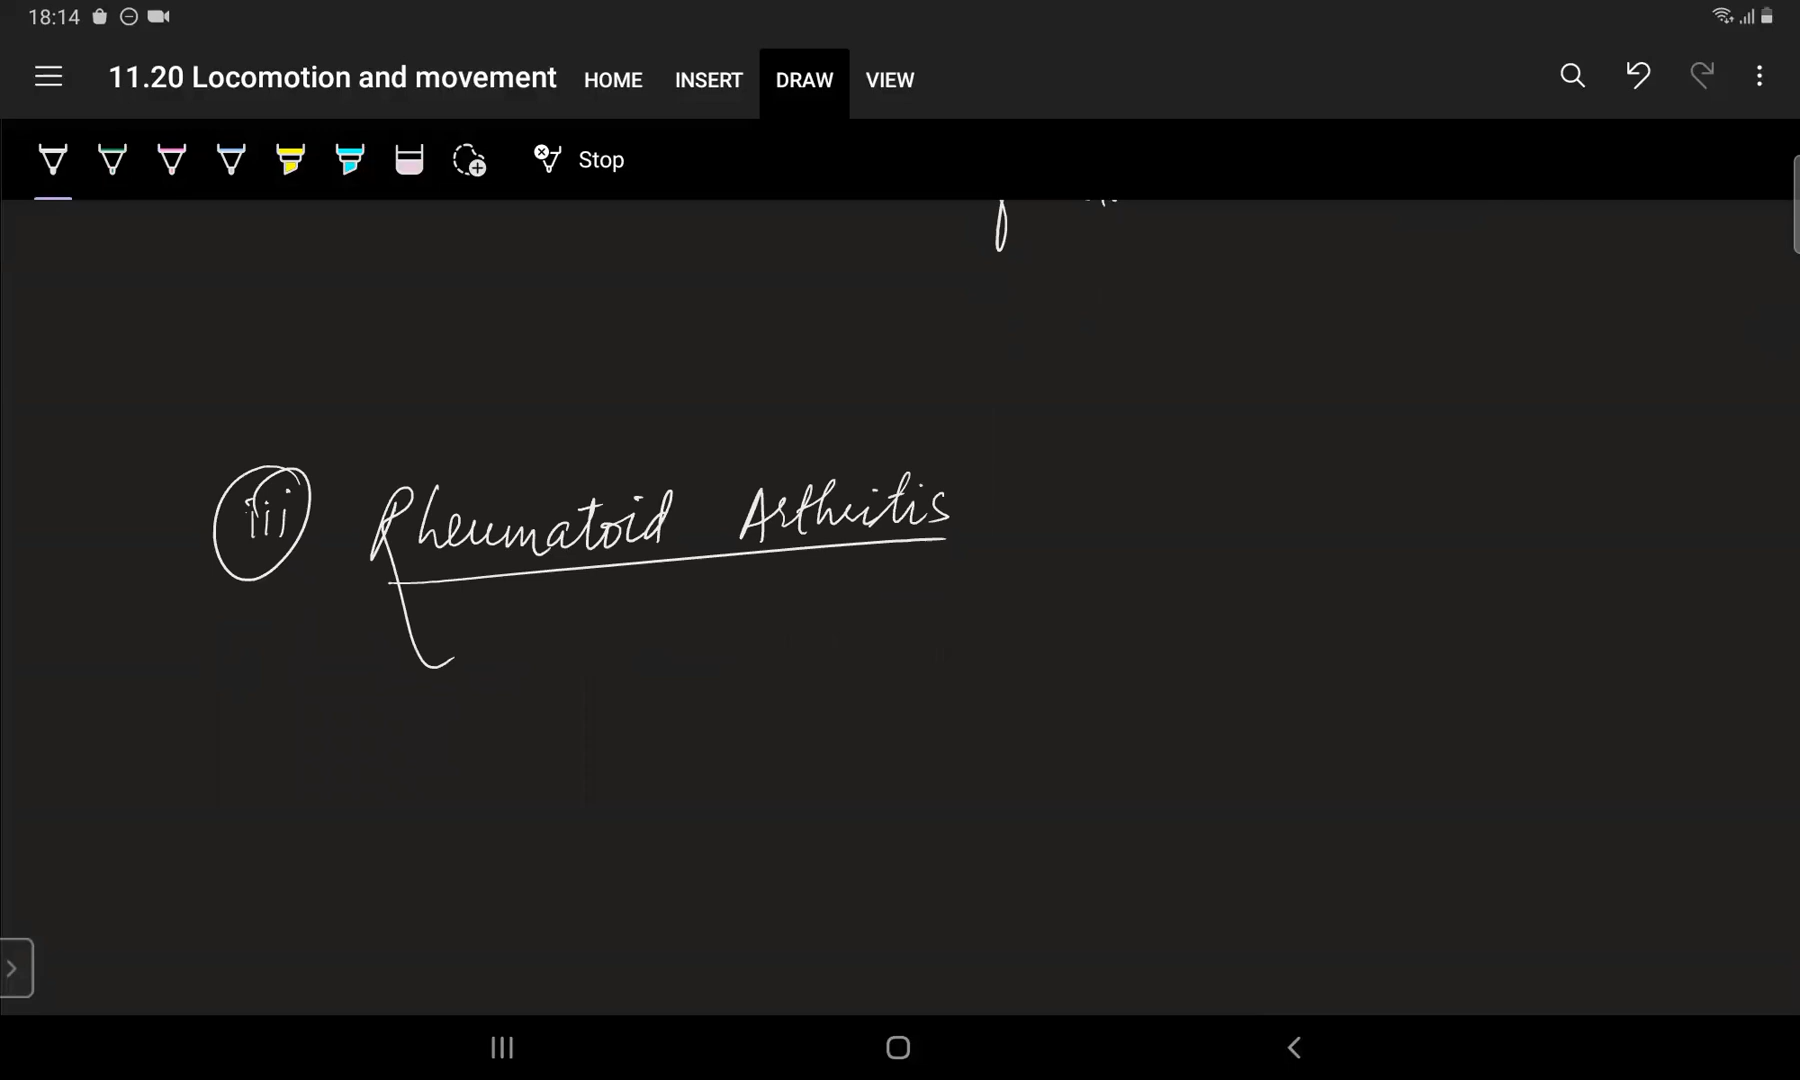 18:14
11.20 Locomotion and movement HOME INSERT DRAW VIEW
Stop
iii Rheumatoid Arthritis